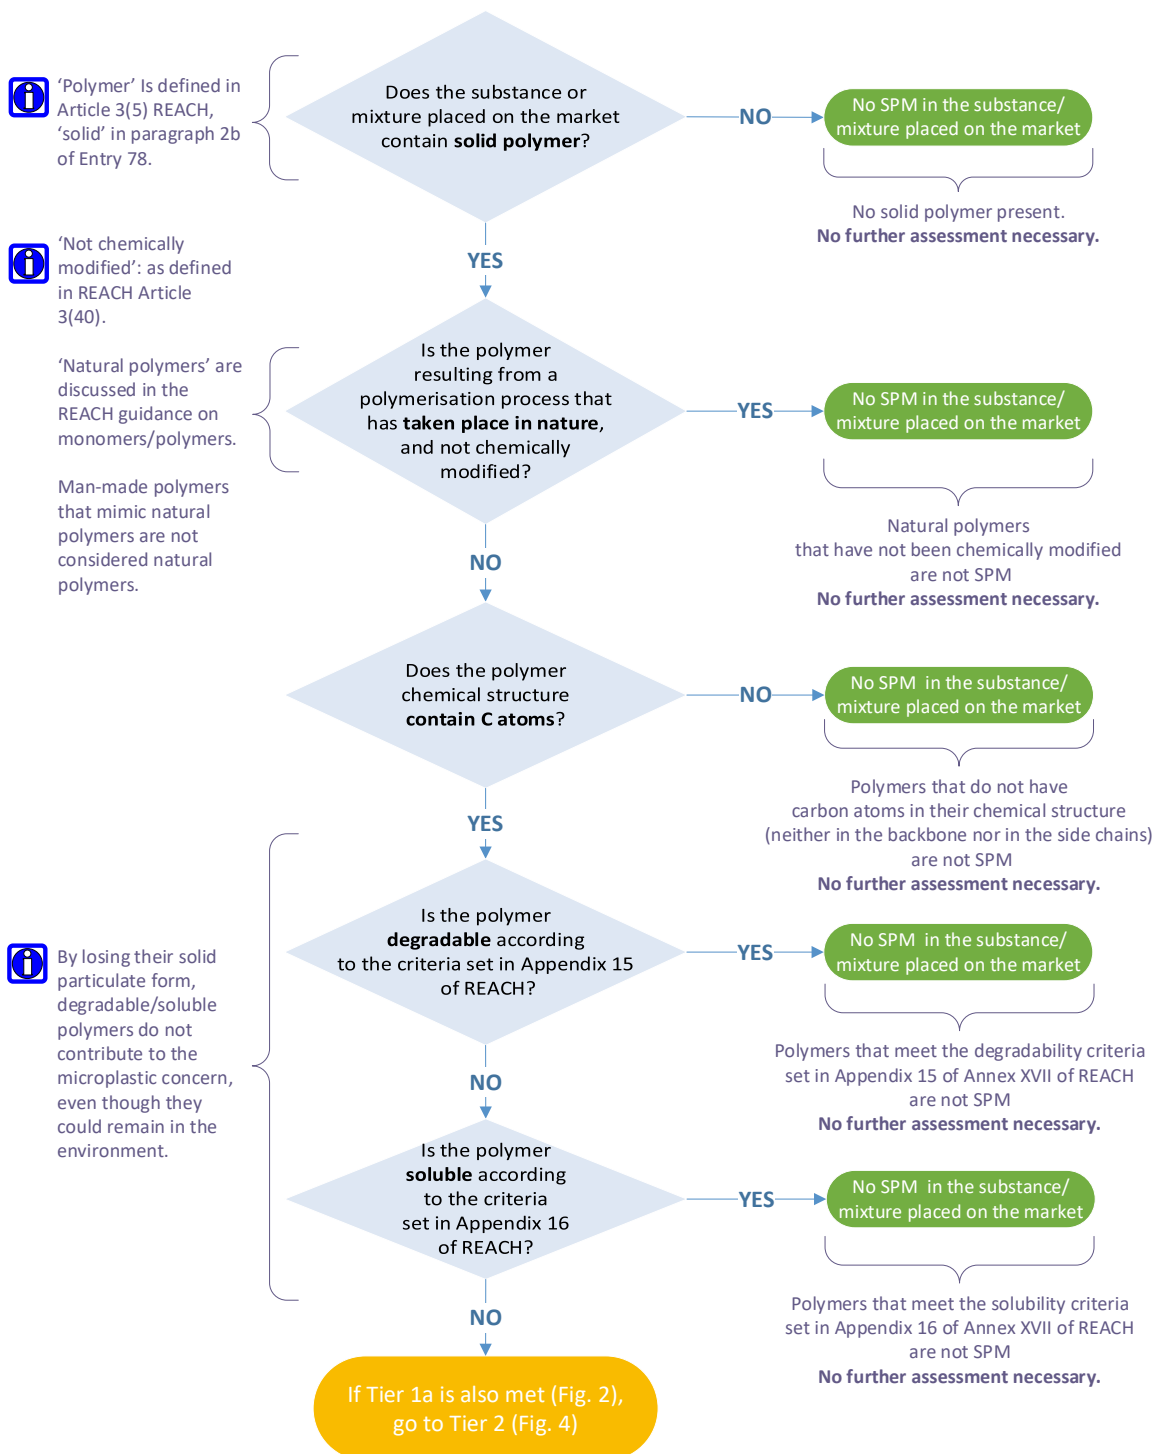 ‘Polymer’ Is defined in
Article 3(5) REACH,
‘solid’ in paragraph 2b
of Entry 78.
Does the substance or
mixture placed on the market
contain solid polymer?
NO
No SPM in the substance/
mixture placed on the market
No solid polymer present.
No further assessment necessary.
YES
‘Not chemically
modified’: as defined
in REACH Article
3(40).
‘Natural polymers’ are
discussed in the
REACH guidance on
monomers/polymers.
Man-made polymers
that mimic natural
polymers are not
considered natural
polymers.
Is the polymer
resulting from a
polymerisation process that
has taken place in nature,
and not chemically
modified?
YES
No SPM in the substance/
mixture placed on the market
Natural polymers
that have not been chemically modified
are not SPM
No further assessment necessary.
NO
Does the polymer
chemical structure
contain C atoms?
NO
No SPM in the substance/
mixture placed on the market
Polymers that do not have
carbon atoms in their chemical structure
(neither in the backbone nor in the side chains)
are not SPM
No further assessment necessary.
YES
By losing their solid
particulate form,
degradable/soluble
polymers do not
contribute to the
microplastic concern,
even though they
could remain in the
environment.
Is the polymer
degradable according
to the criteria set in Appendix 15
of REACH?
YES
No SPM in the substance/
mixture placed on the market
Polymers that meet the degradability criteria
set in Appendix 15 of Annex XVII of REACH
are not SPM
No further assessment necessary.
NO
Is the polymer
soluble according
to the criteria
set in Appendix 16
of REACH?
YES
No SPM in the substance/
mixture placed on the market
Polymers that meet the solubility criteria
set in Appendix 16 of Annex XVII of REACH
are not SPM
No further assessment necessary.
NO
If Tier 1a is also met (Fig. 2),
go to Tier 2 (Fig. 4)